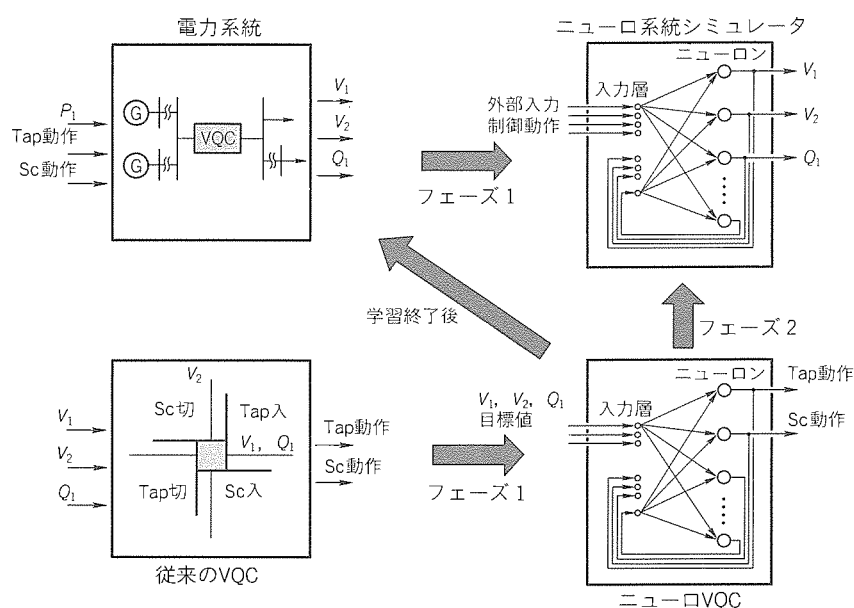 電力系統
P₁
Tap動作
Sc動作
G
G
VQC
V₁
V₂
Q₁
フェーズ1
ニューロ系統シミュレータ
ニューロン
入力層
外部入力
制御動作
V₁
V₂
Q₁
学習終了後
フェーズ2
V₁
V₂
Q₁
V₂
Sc切
Tap入
V₁, Q₁
Tap切
Sc入
Tap動作
Sc動作
従来のVQC
フェーズ1
V₁, V₂, Q₁
目標値
ニューロン
入力層
Tap動作
Sc動作
ニューロVQC